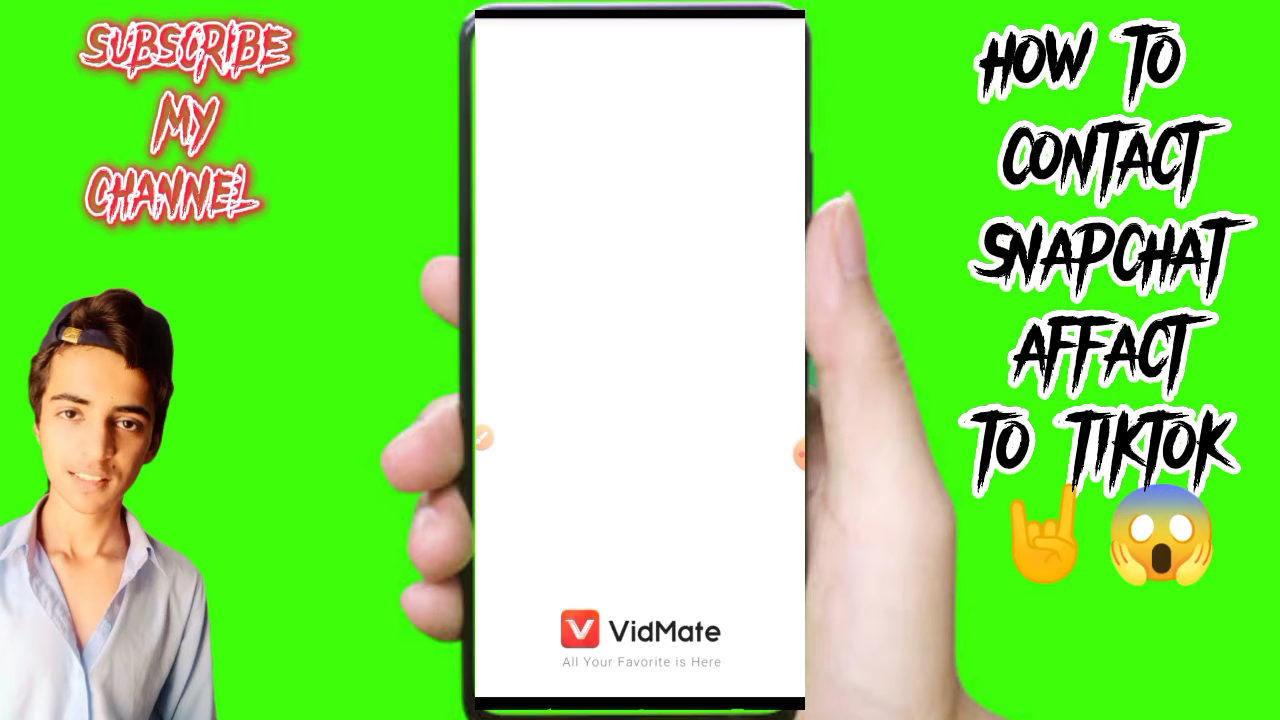 SUBSCRIBE
MY
CHANNEL
HOW TO
CONTACT
SNAPCHAT
AFFACT
TO TIKTOK
VidMate
All Your Favorite is Here